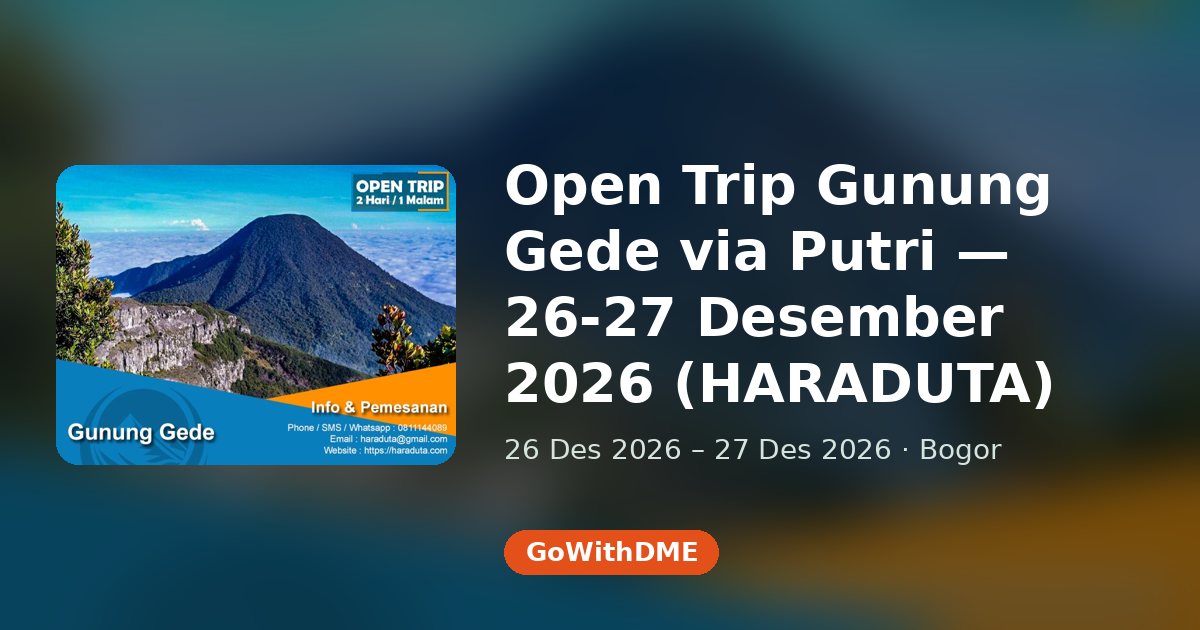 OPEN TRIP
2 Hari / 1 Malam
Info & Pemesanan
Gunung Gede
Phone / SMS / Whatsapp : 0811144089
Email : haraduta@gmail.com
Website : https://haraduta.com
Open Trip Gunung
Gede via Putri —
26-27 Desember
2026 (HARADUTA)
26 Des 2026 – 27 Des 2026 · Bogor
GoWithDME